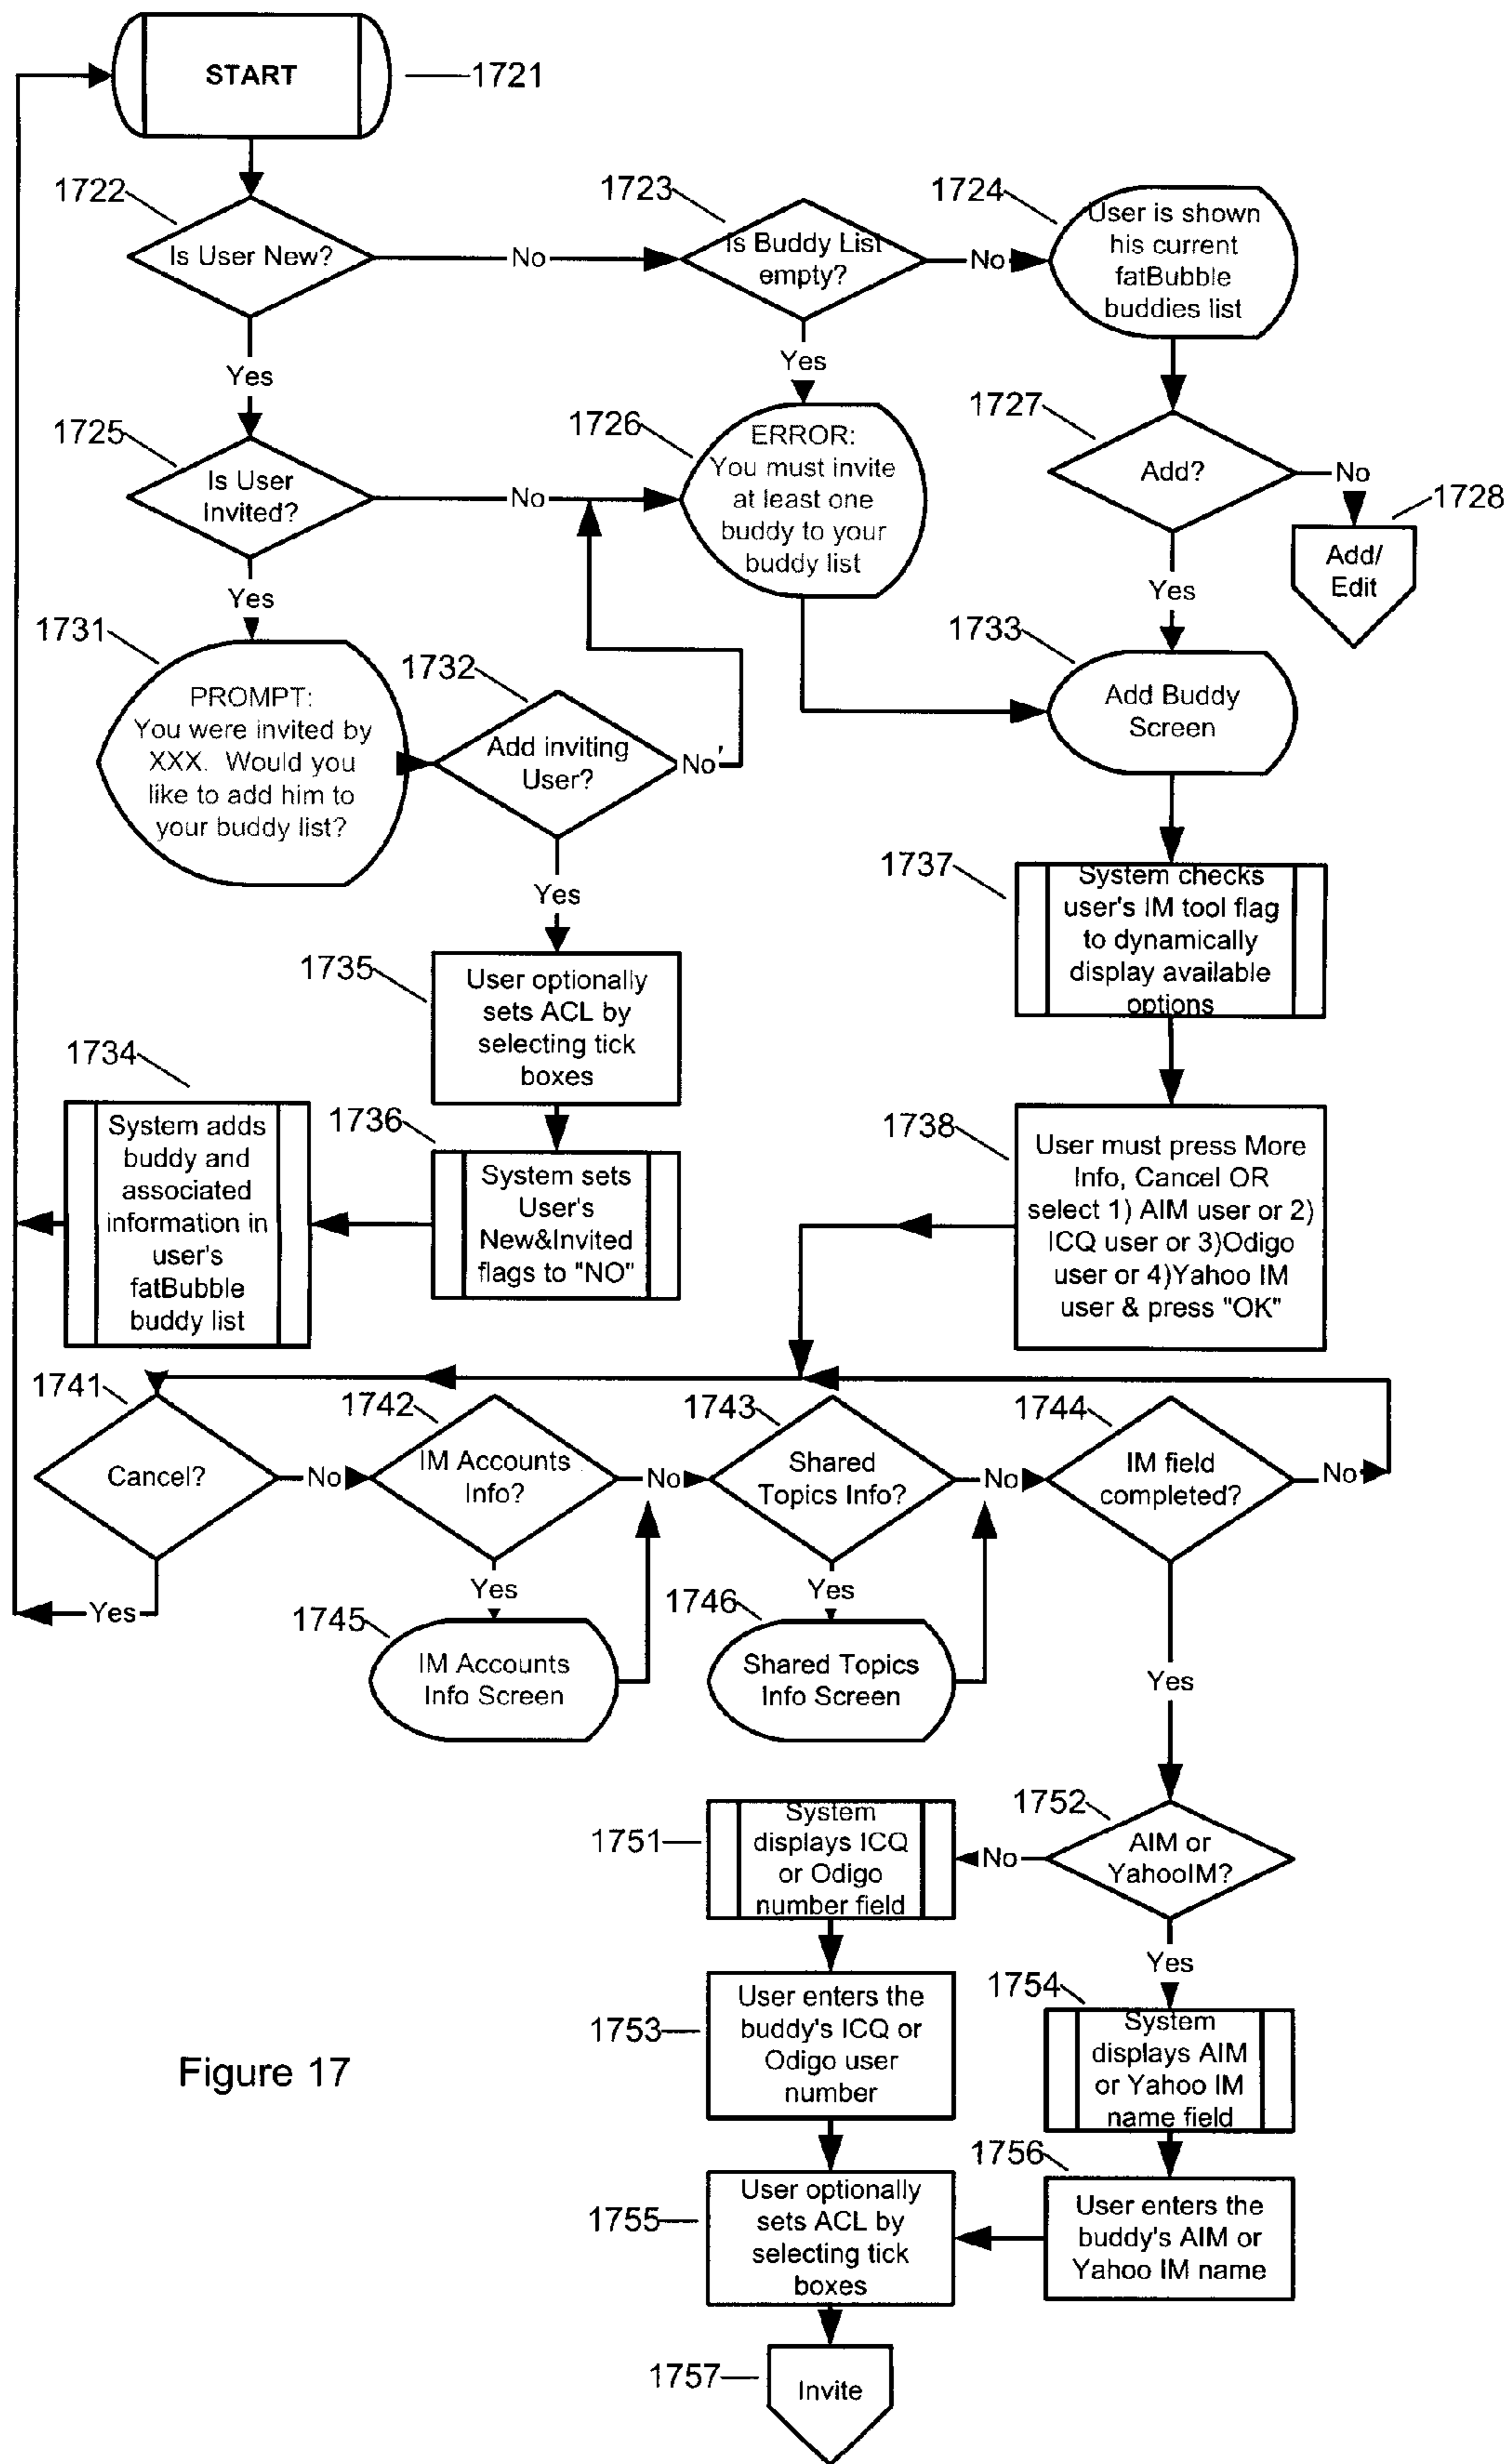 START
1721
1722
Is User New?
No
1723
Is Buddy List
empty?
No
1724
User is shown
his current
fatBubble
buddies list
Yes
Yes
1725
Is User
Invited?
No
1726
ERROR:
You must invite
at least one
buddy to your
buddy list
1727
Add?
No
1728
Add/
Edit
Yes
Yes
1731
PROMPT:
You were invited by
XXX. Would you
like to add him to
your buddy list?
1732
Add inviting
User?
No
1733
Add Buddy
Screen
Yes
1737
System checks
user's IM tool flag
to dynamically
display available
options
1735
User optionally
sets ACL by
selecting tick
boxes
1734
System adds
buddy and
associated
information in
user's
fatBubble
buddy list
1736
System sets
User's
New&Invited
flags to "NO"
1738
User must press More
Info, Cancel OR
select 1) AIM user or 2)
ICQ user or 3)Odigo
user or 4)Yahoo IM
user & press "OK"
1741
Cancel?
No
1742
IM Accounts
Info?
No
1743
Shared
Topics Info?
No
1744
IM field
completed?
No
Yes
Yes
Yes
1745
IM Accounts
Info Screen
1746
Shared Topics
Info Screen
Yes
1751
System
displays ICQ
or Odigo
number field
No
1752
AIM or
YahooIM?
Yes
1753
User enters the
buddy's ICQ or
Odigo user
number
1754
System
displays AIM
or Yahoo IM
name field
Figure 17
1755
User optionally
sets ACL by
selecting tick
boxes
1756
User enters the
buddy's AIM or
Yahoo IM name
1757
Invite